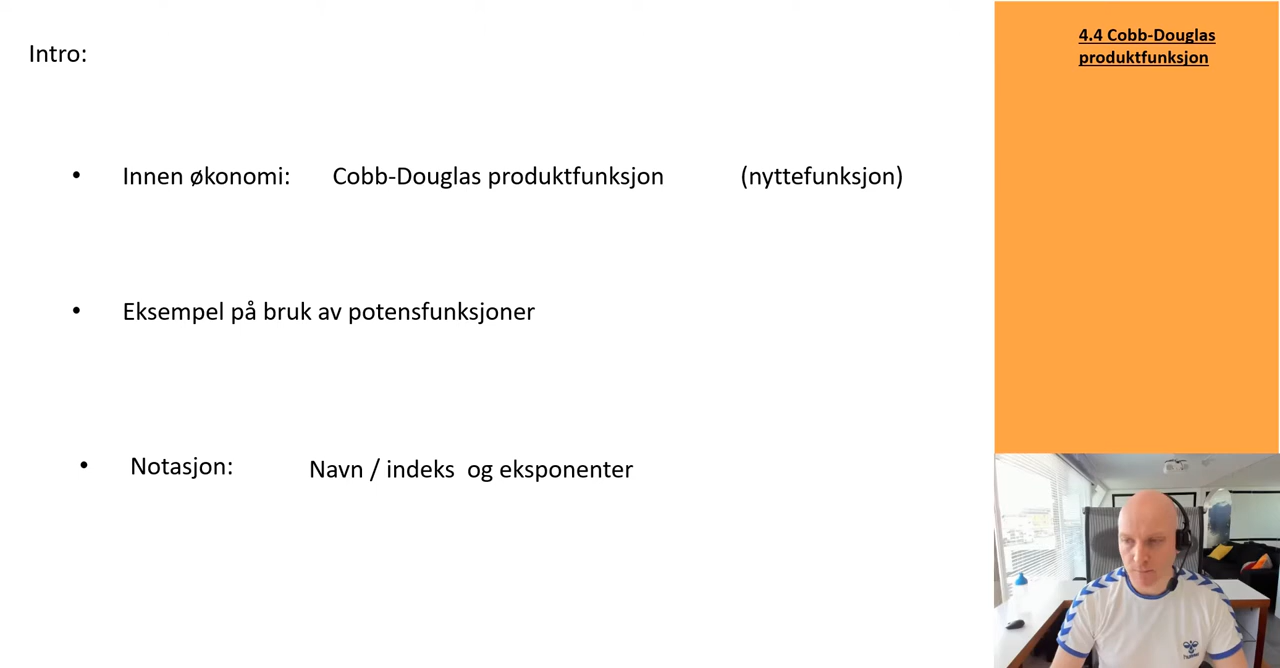 Intro:
4.4 Cobb-Douglas
produktfunksjon
• Innen økonomi: Cobb-Douglas produktfunksjon (nyttefunksjon)
• Eksempel på bruk av potensfunksjoner
• Notasjon: Navn / indeks og eksponenter
hummel